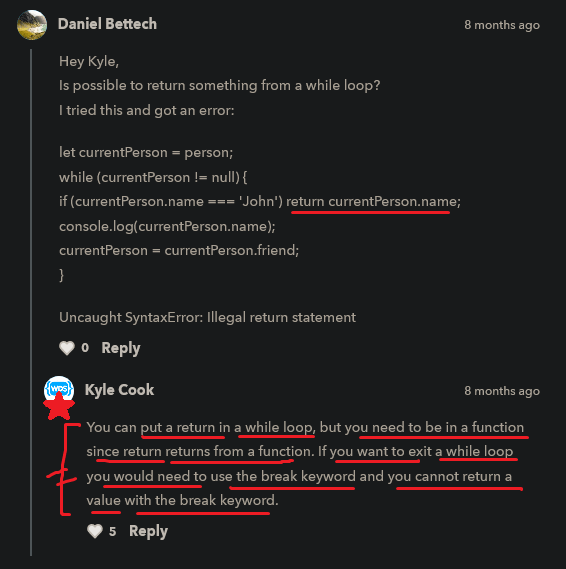 Daniel Bettech
8 months ago
Hey Kyle,
Is possible to return something from a while loop?
I tried this and got an error:
let currentPerson = person;
while (currentPerson != null) {
if (currentPerson.name === 'John') return currentPerson.name;
console.log(currentPerson.name);
currentPerson = currentPerson.friend;
}
Uncaught SyntaxError: Illegal return statement
0 Reply
WDS
Kyle Cook
8 months ago
You can put a return in a while loop, but you need to be in a function
since return returns from a function. If you want to exit a while loop
you would need to use the break keyword and you cannot return a
value with the break keyword.
5 Reply